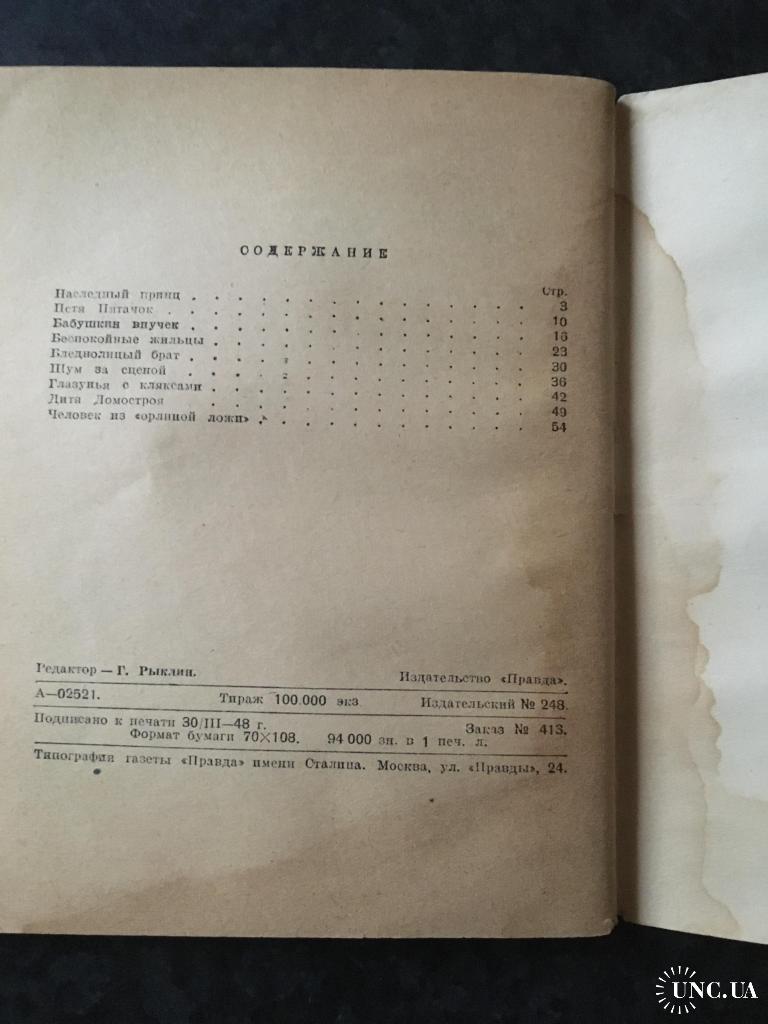 СОДЕРЖАНИЕ
Стр.
Наследный принц . . . . . . . . . . . . . 3
Петя Пятачок . . . . . . . . . . . . . 10
Бабушкин внучек . . . . . . . . . . . . . 16
Беспокойные жильцы . . . . . . . . . . . . 23
Бледнолицый брат . . . . . . . . . . . . . 30
Шум за сценой . . . . . . . . . . . . . 36
Глазунья с кляксами . . . . . . . . . . . . 42
Дитя Домостроя . . . . . . . . . . . . 49
Человек из «орлиной ложи» . . . . . . . . . . 54
Редактор — Г. Рыклин. Издательство «Правда».
А—02521. Тираж 100.000 экз. Издательский № 248.
Подписано к печати 30/III—48 г. Заказ № 413.
Формат бумаги 70×108. 94 000 зн. в 1 печ. л.
Типография газеты «Правда» имени Сталина. Москва, ул. «Правды», 24.
UNC.UA